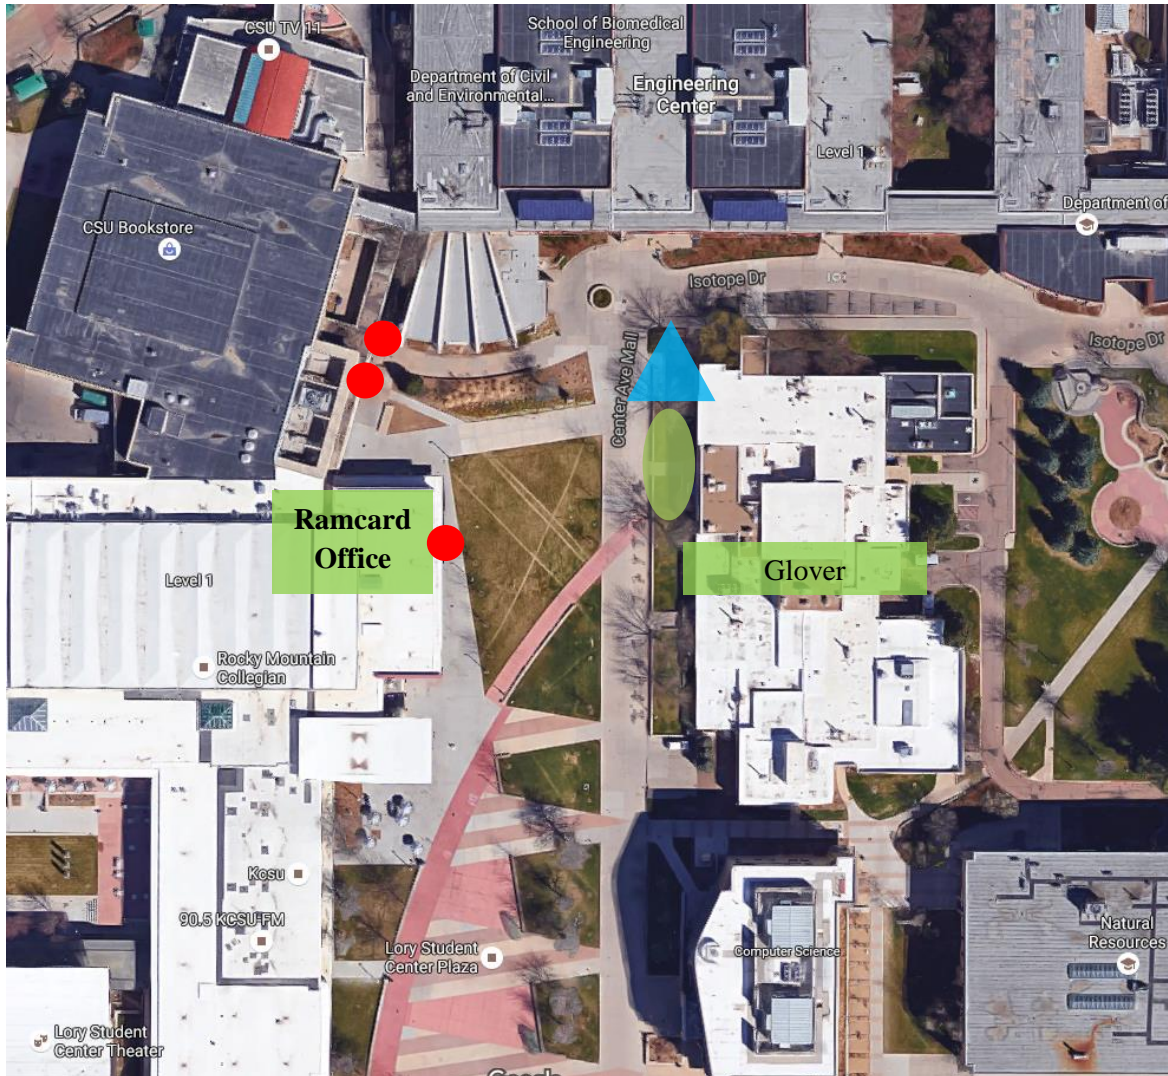 CSU TV 11
School of Biomedical
Engineering
Department of Civil
and Environmental...
Engineering
Center
Level 1
Department of
CSU Bookstore
Isotope Dr
Isotope Dr
Center Ave Mall
Ramcard
Office
Glover
Level 1
Rocky Mountain
Collegian
Kcsu
90.5 KCSU-FM
Lory Student
Center Plaza
Computer Science
Natural
Resources
Lory Student
Center Theater
Google